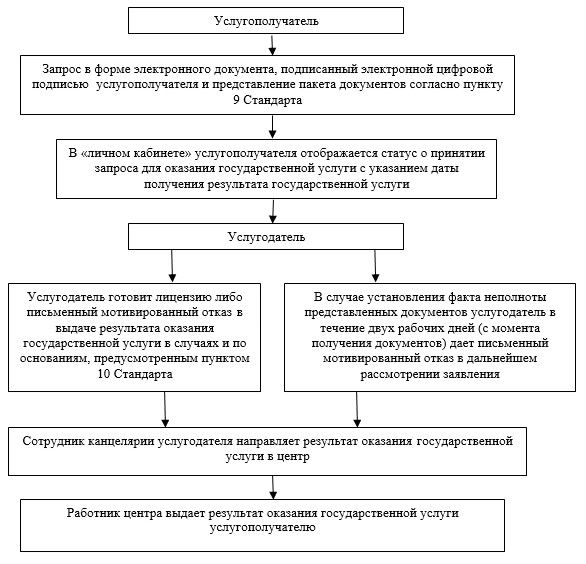 Услугополучатель
Запрос в форме электронного документа, подписанный электронной цифровой
подписью услугополучателя и представление пакета документов согласно пункту
9 Стандарта
В «личном кабинете» услугополучателя отображается статус о принятии
запроса для оказания государственной услуги с указанием даты
получения результата государственной услуги
Услугодатель
Услугодатель готовит лицензию либо
письменный мотивированный отказ в
выдаче результата оказания
государственной услуги в случаях и по
основаниям, предусмотренным пунктом
10 Стандарта
В случае установления факта неполноты
представленных документов услугодатель в
течение двух рабочих дней (с момента
получения документов) дает письменный
мотивированный отказ в дальнейшем
рассмотрении заявления
Сотрудник канцелярии услугодателя направляет результат оказания государственной
услуги в центр
Работник центра выдает результат оказания государственной услуги
услугополучателю